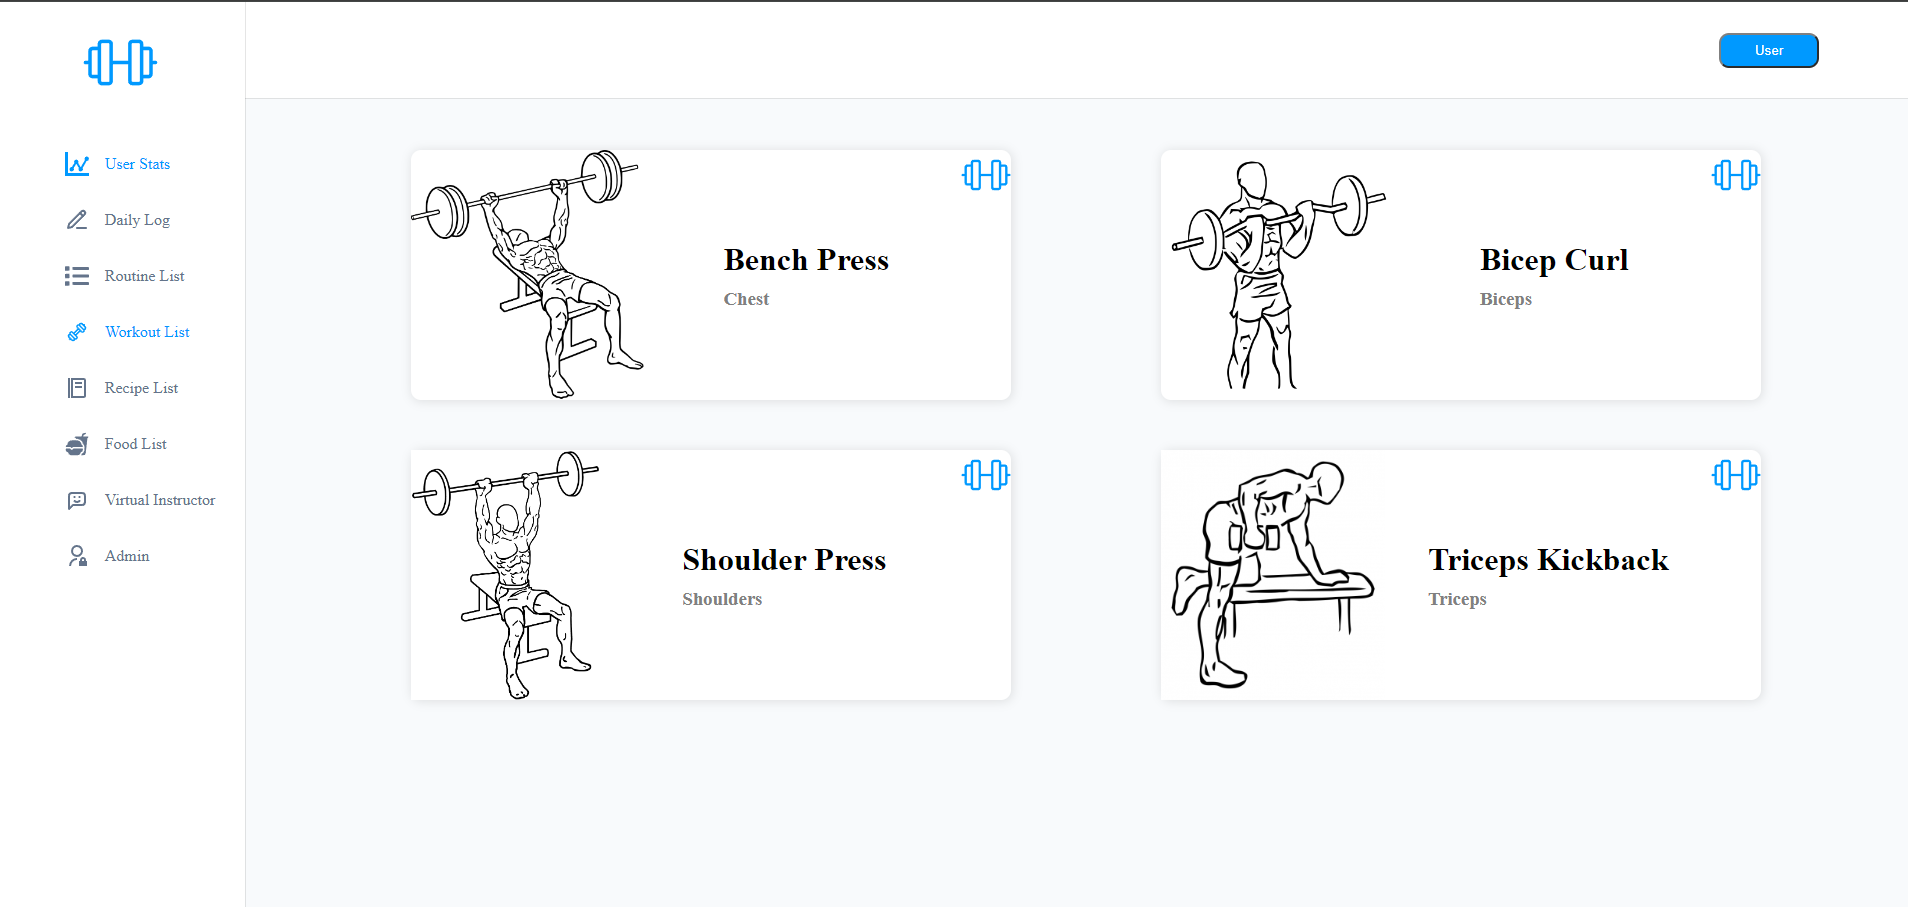 User
User Stats
Daily Log
Routine List
Workout List
Recipe List
Food List
Virtual Instructor
Admin
Bench Press
Chest
Bicep Curl
Biceps
Shoulder Press
Shoulders
Triceps Kickback
Triceps